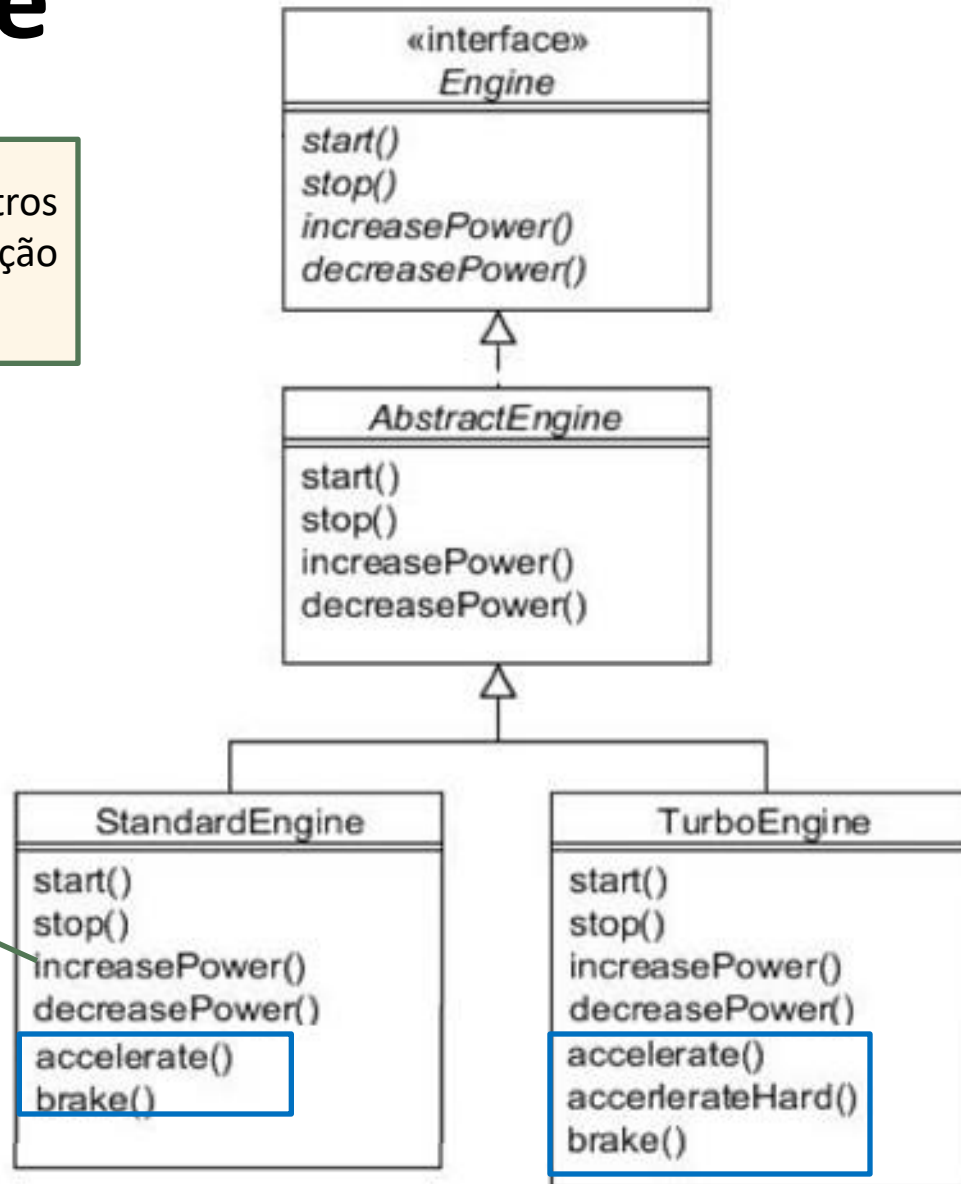 e
tros
ção
«interface»
Engine
start()
stop()
increasePower()
decreasePower()
AbstractEngine
start()
stop()
increasePower()
decreasePower()
StandardEngine
start()
stop()
increasePower()
decreasePower()
accelerate()
brake()
TurboEngine
start()
stop()
increasePower()
decreasePower()
accelerate()
accerlerateHard()
brake()